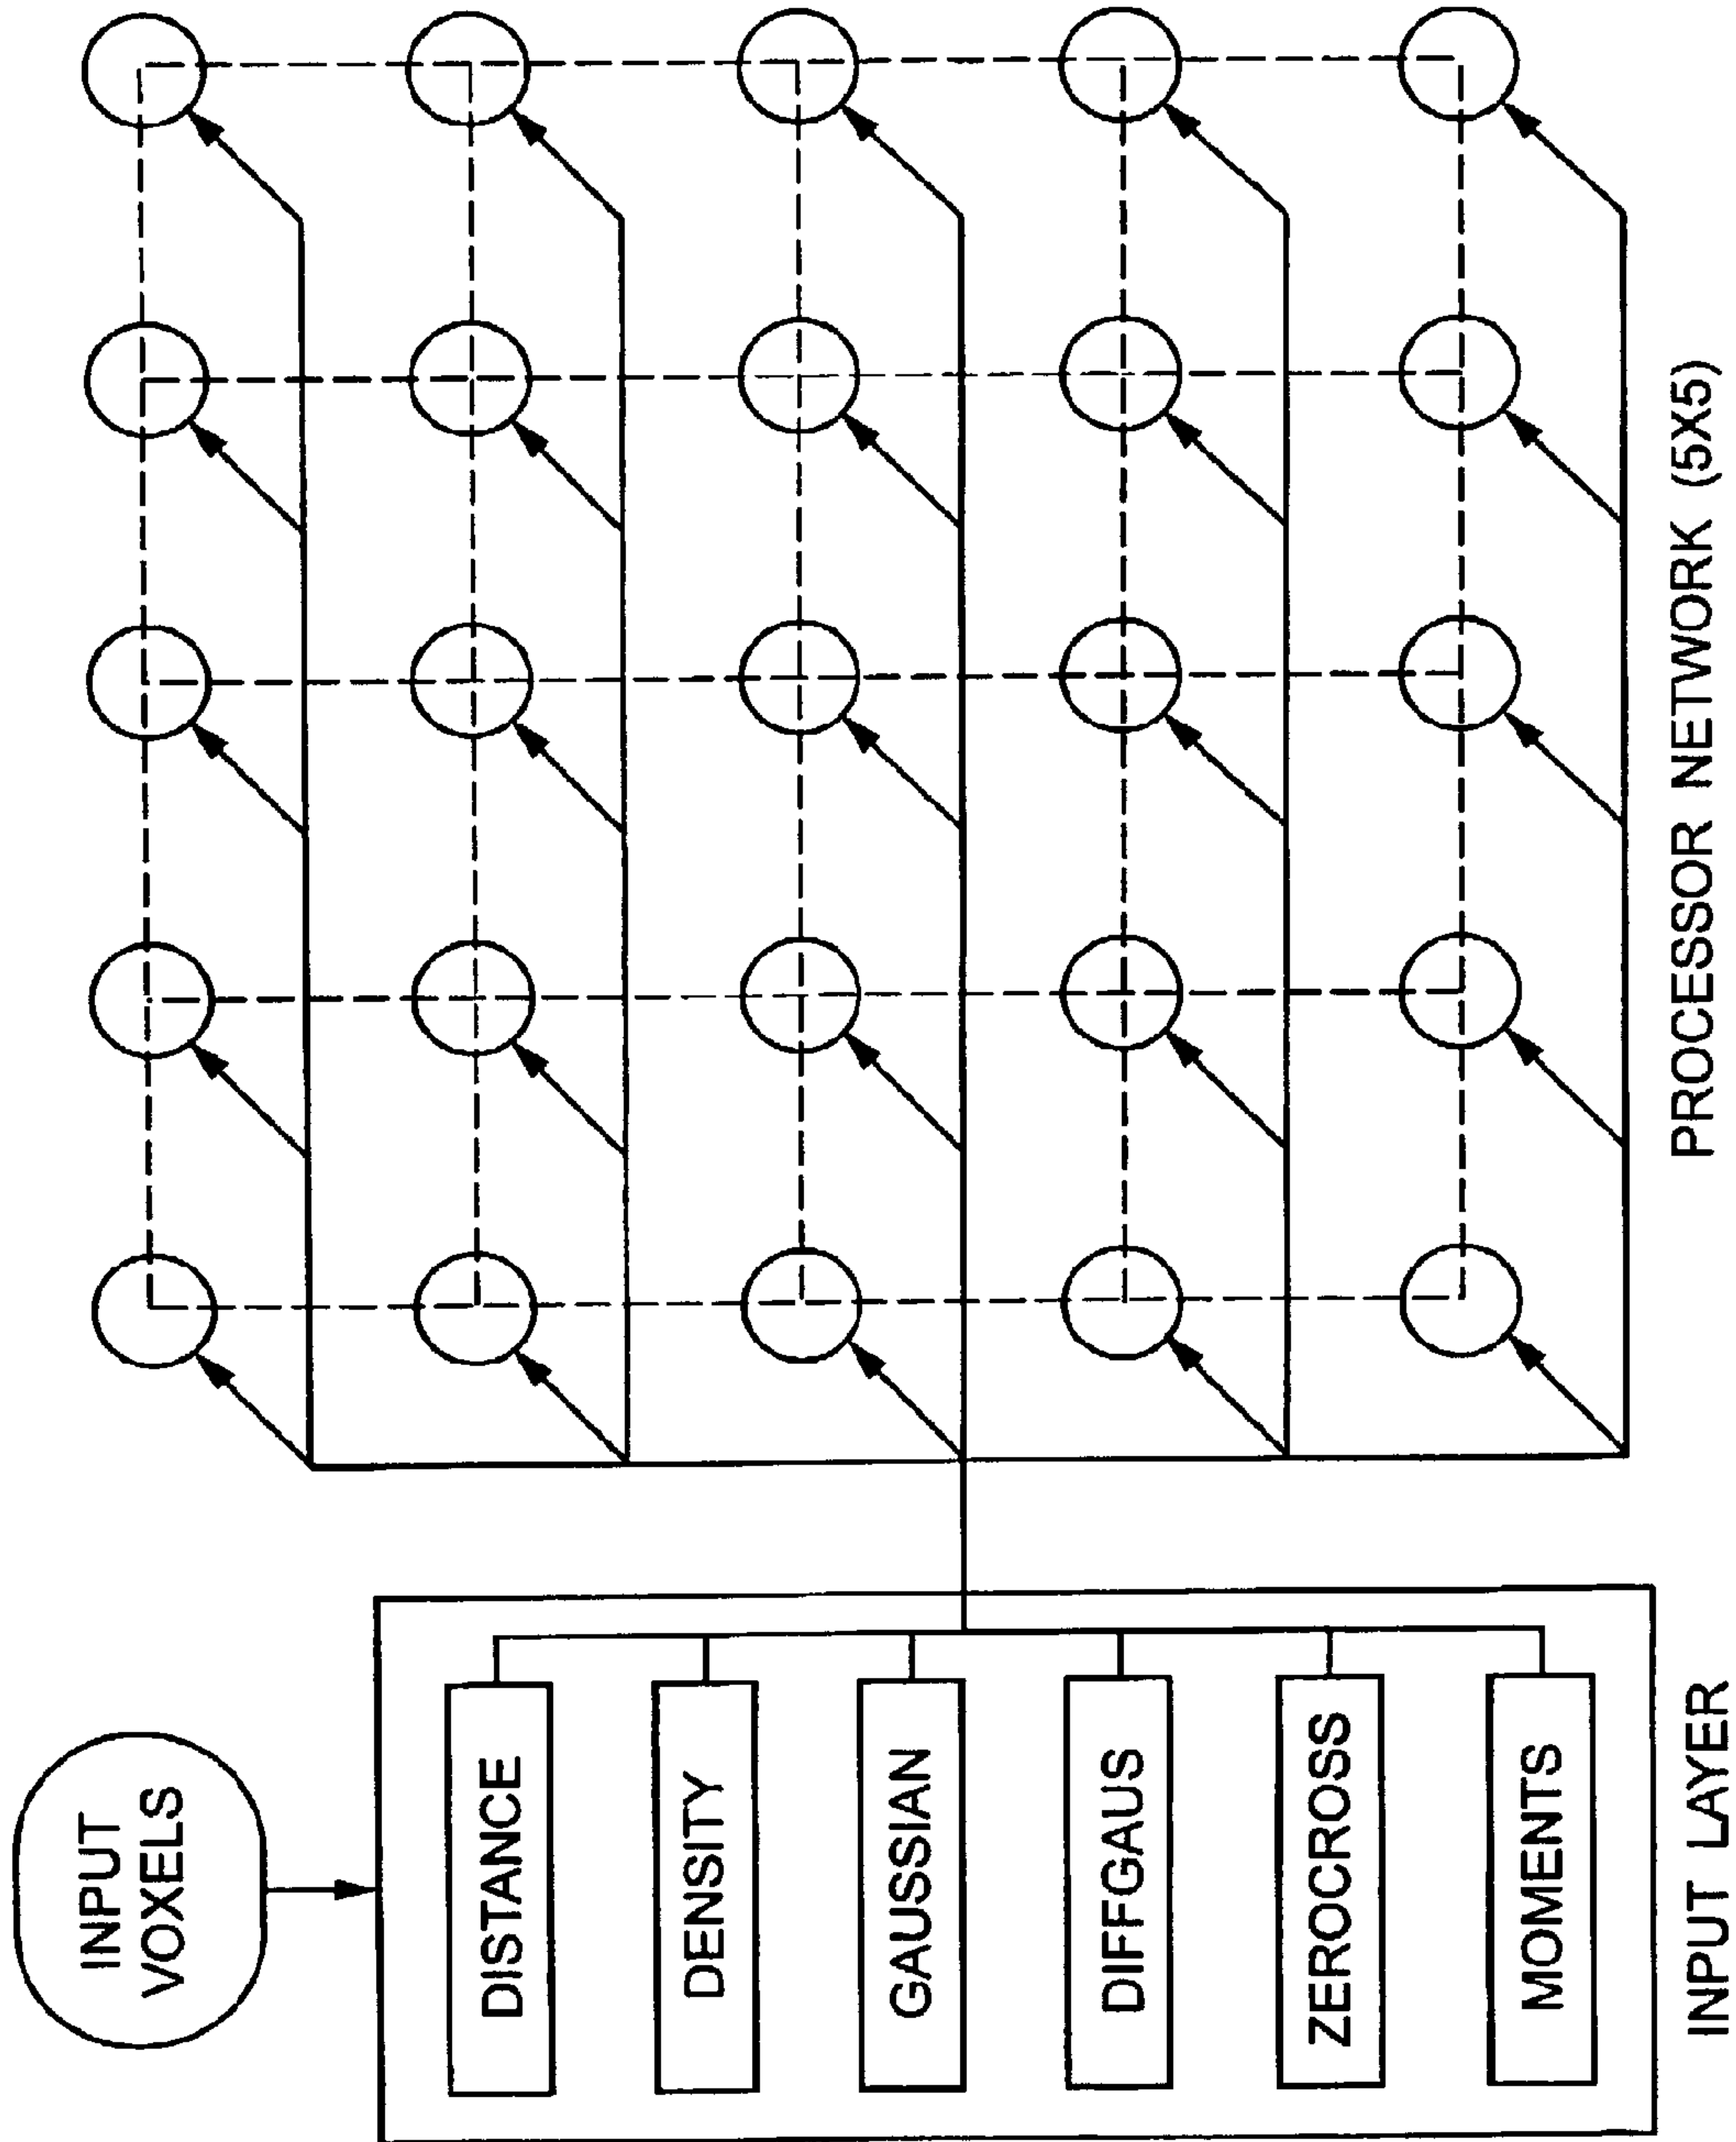 INPUT
VOXELS
DISTANCE
DENSITY
GAUSSIAN
DIFFGAUS
ZEROCROSS
MOMENTS
INPUT LAYER
PROCESSOR NETWORK (5X5)